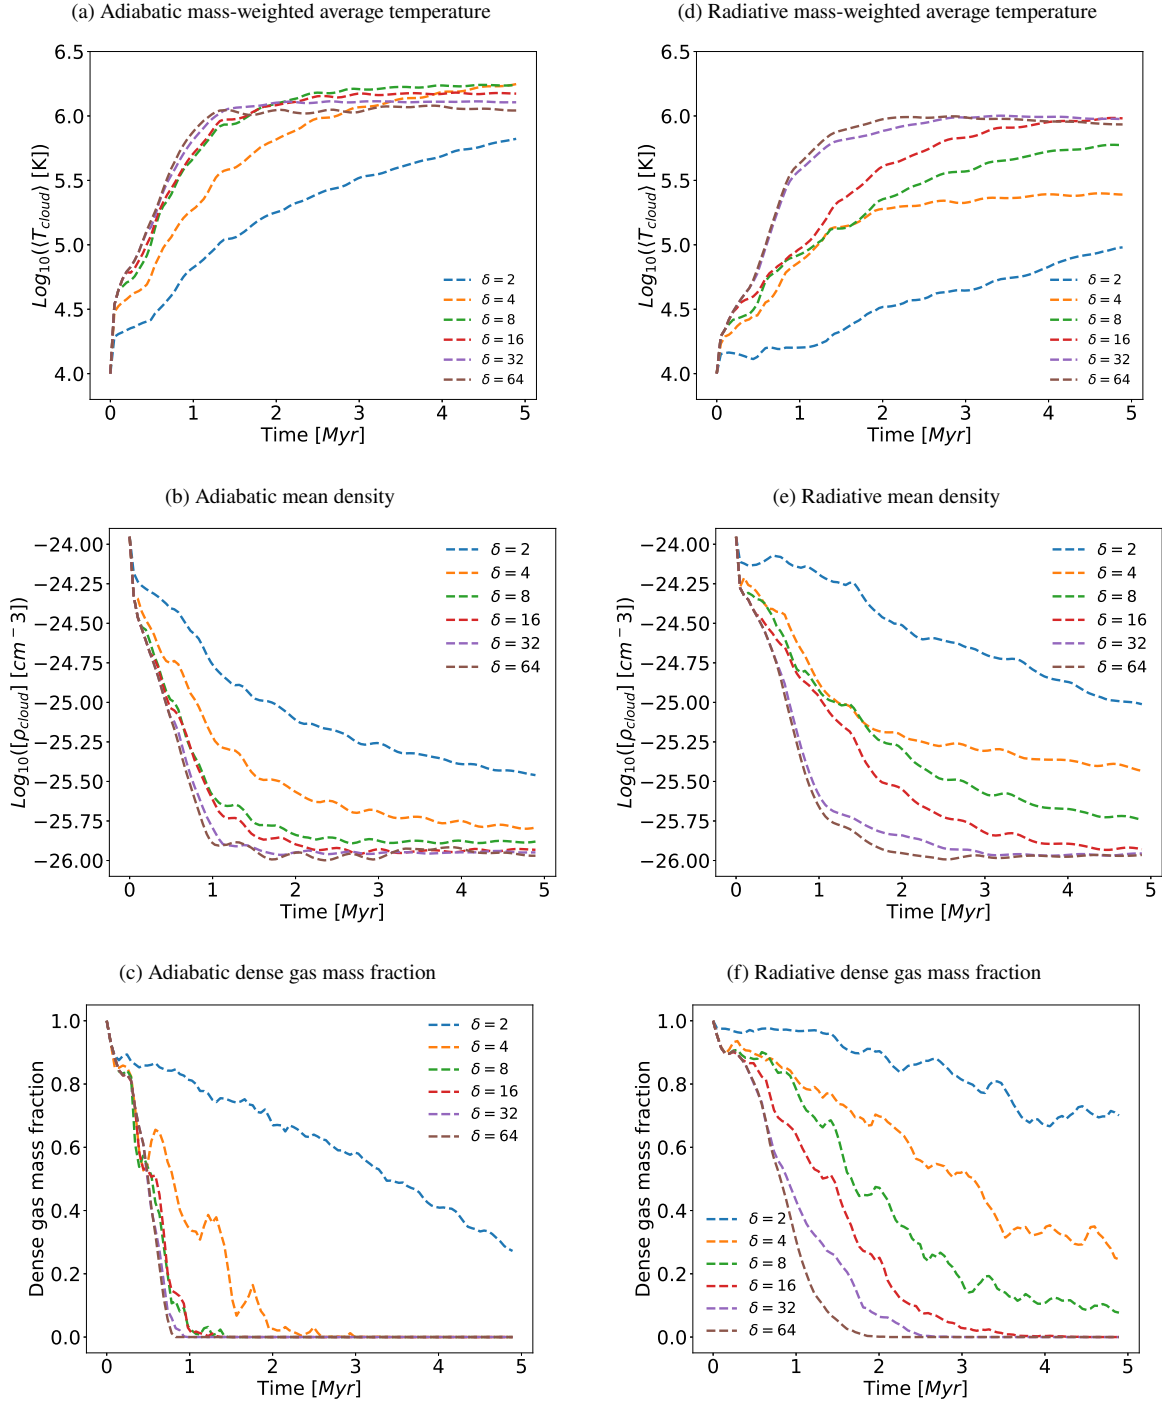 (a) Adiabatic mass-weighted average temperature
6.5
6.0
5.5
5.0
4.5
4.0
Log₁₀(⟨T_cloud⟩ [K])
δ = 2
δ = 4
δ = 8
δ = 16
δ = 32
δ = 64
0 1 2 3 4 5
Time [Myr]
(d) Radiative mass-weighted average temperature
6.5
6.0
5.5
5.0
4.5
4.0
Log₁₀(⟨T_cloud⟩ [K])
δ = 2
δ = 4
δ = 8
δ = 16
δ = 32
δ = 64
0 1 2 3 4 5
Time [Myr]
(b) Adiabatic mean density
−24.00
−24.25
−24.50
−24.75
−25.00
−25.25
−25.50
−25.75
−26.00
Log₁₀([ρ_cloud] [cm⁻3])
δ = 2
δ = 4
δ = 8
δ = 16
δ = 32
δ = 64
0 1 2 3 4 5
Time [Myr]
(e) Radiative mean density
−24.00
−24.25
−24.50
−24.75
−25.00
−25.25
−25.50
−25.75
−26.00
Log₁₀([ρ_cloud] [cm⁻3])
δ = 2
δ = 4
δ = 8
δ = 16
δ = 32
δ = 64
0 1 2 3 4 5
Time [Myr]
(c) Adiabatic dense gas mass fraction
1.0
0.8
0.6
0.4
0.2
0.0
Dense gas mass fraction
δ = 2
δ = 4
δ = 8
δ = 16
δ = 32
δ = 64
0 1 2 3 4 5
Time [Myr]
(f) Radiative dense gas mass fraction
1.0
0.8
0.6
0.4
0.2
0.0
Dense gas mass fraction
δ = 2
δ = 4
δ = 8
δ = 16
δ = 32
δ = 64
0 1 2 3 4 5
Time [Myr]